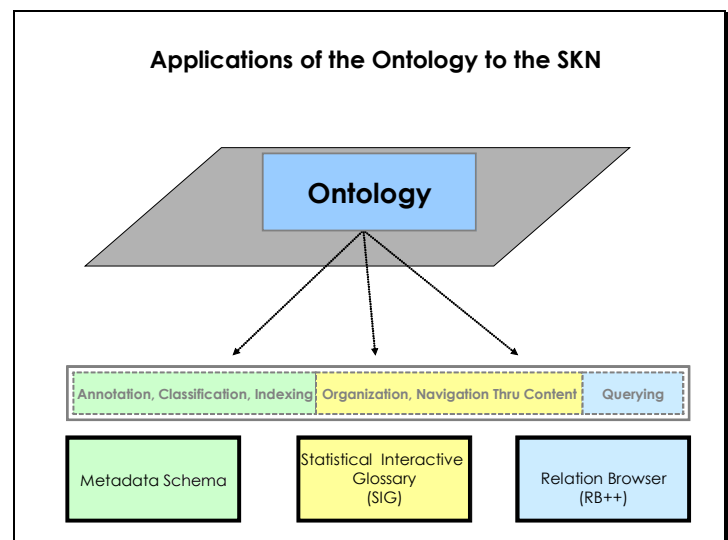 Applications of the Ontology to the SKN
Ontology
Annotation, Classification, Indexing
Organization, Navigation Thru Content
Querying
Metadata Schema
Statistical Interactive
Glossary
(SIG)
Relation Browser
(RB++)